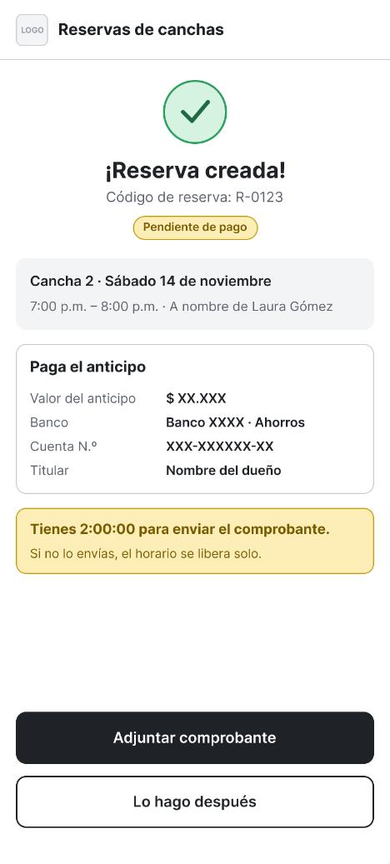 LOGO
Reservas de canchas
¡Reserva creada!
Código de reserva: R-0123
Pendiente de pago
Cancha 2 · Sábado 14 de noviembre
7:00 p.m. – 8:00 p.m. · A nombre de Laura Gómez
Paga el anticipo
Valor del anticipo $ XX.XXX
Banco Banco XXXX · Ahorros
Cuenta N.º XXX-XXXXXX-XX
Titular Nombre del dueño
Tienes 2:00:00 para enviar el comprobante.
Si no lo envías, el horario se libera solo.
Adjuntar comprobante
Lo hago después